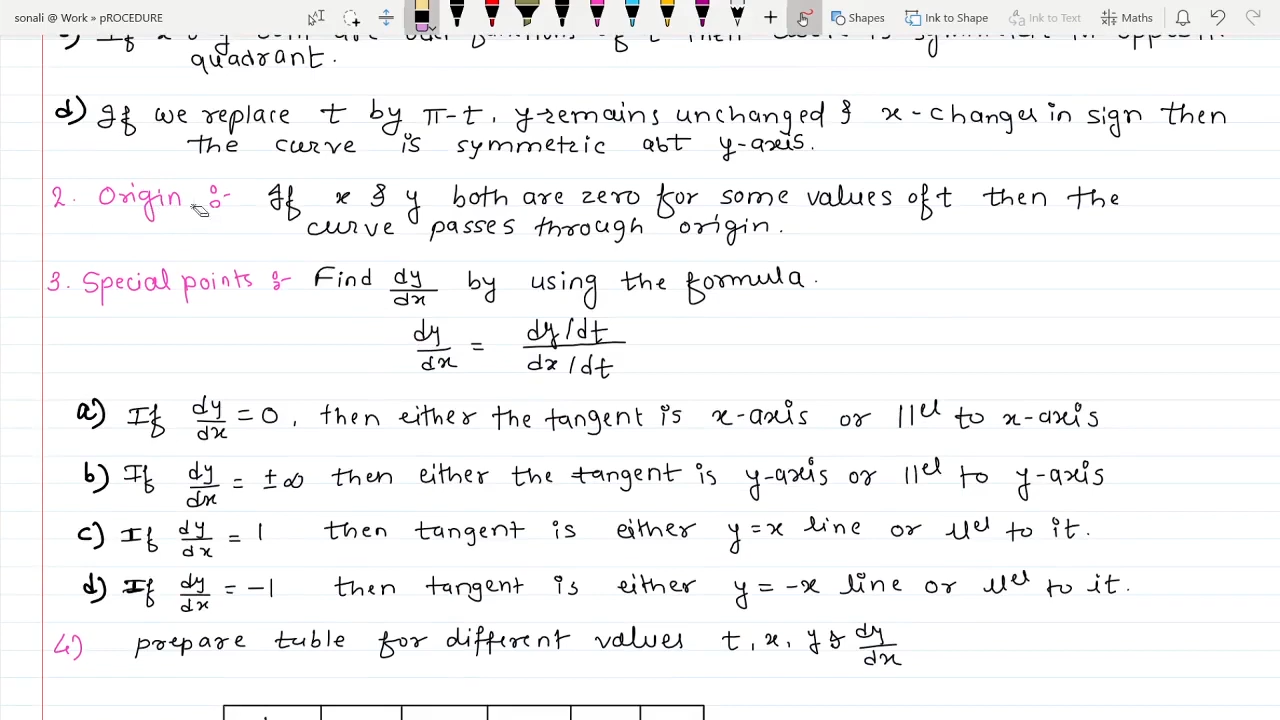 sonali @ Work » pROCEDURE
Shapes
Ink to Shape
Ink to Text
Maths
quadrant.
d) If we replace t by π-t, y-remains unchanged & x-changes in sign then
the curve is symmetric abt y-axis.
2. Origin :- If x & y both are zero for some values of t then the
curve passes through origin.
3. Special points :- Find dy/dx by using the formula.
dy/dx = (dy/dt)/(dx/dt)
a) If dy/dx = 0, then either the tangent is x-axis or ||el to x-axis
b) If dy/dx = ±∞ then either the tangent is y-axis or ||el to y-axis
c) If dy/dx = 1 then tangent is either y=x line or ||el to it.
d) If dy/dx = -1 then tangent is either y = -x line or ||el to it.
4) prepare table for different values t, x, y & dy/dx